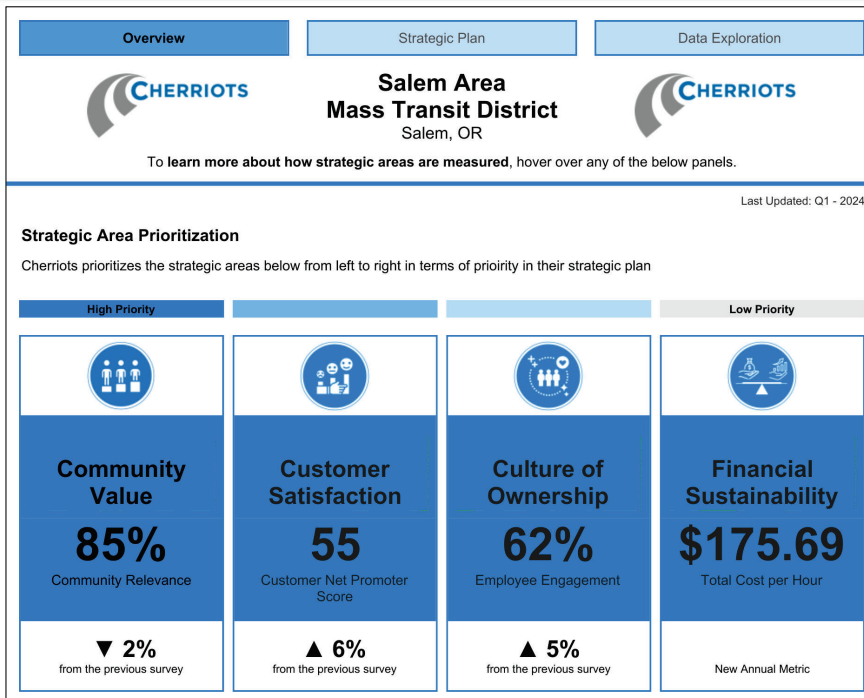 Overview
Strategic Plan
Data Exploration
CHERRIOTS
Salem Area
Mass Transit District
Salem, OR
CHERRIOTS
To learn more about how strategic areas are measured, hover over any of the below panels.
Last Updated: Q1 - 2024
Strategic Area Prioritization
Cherriots prioritizes the strategic areas below from left to right in terms of prioirity in their strategic plan
High Priority
Low Priority
Community
Value
85%
Community Relevance
▼ 2%
from the previous survey
Customer
Satisfaction
55
Customer Net Promoter
Score
▲ 6%
from the previous survey
Culture of
Ownership
62%
Employee Engagement
▲ 5%
from the previous survey
Financial
Sustainability
$175.69
Total Cost per Hour
New Annual Metric